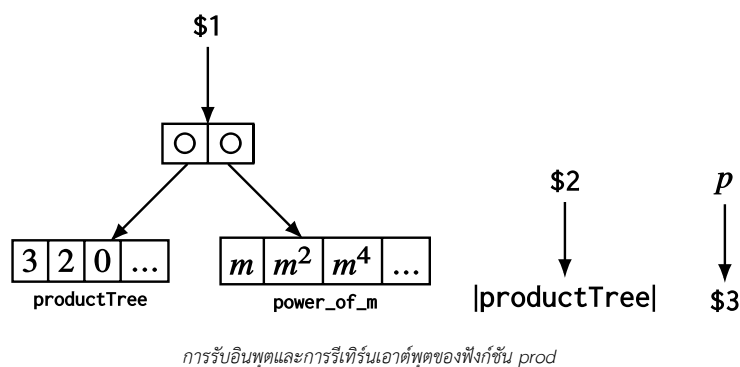 $1
$2
p
3 2 0 ...
m m² m⁴ ...
productTree
power_of_m
|productTree|
$3
การรับอินพุตและการรีเทิร์นเอาต์พุตของฟังก์ชัน prod